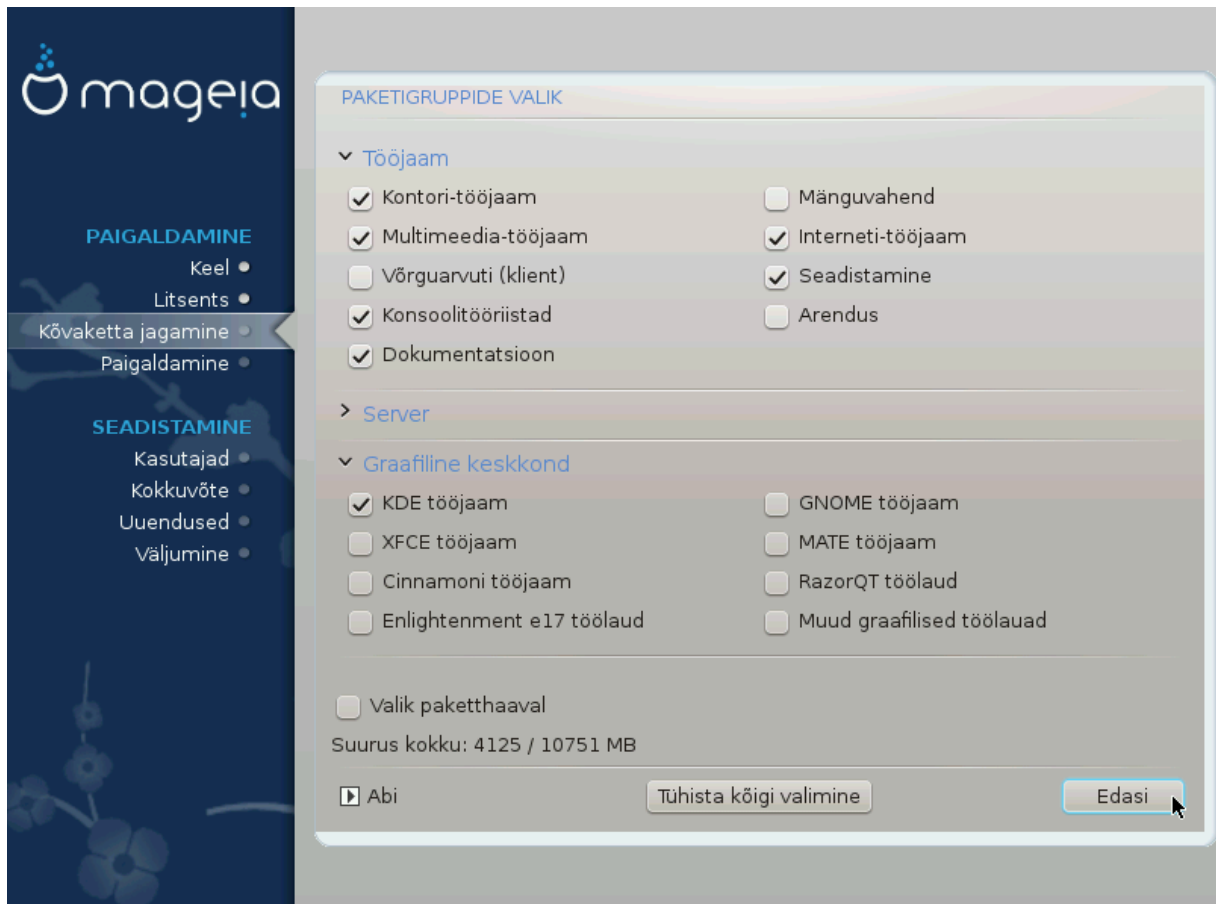 mageia
PAIGALDAMINE
Keel
Litsents
Kõvaketta jagamine
Paigaldamine
SEADISTAMINE
Kasutajad
Kokkuvõte
Uuendused
Väljumine
PAKETIGRUPPIDE VALIK
Tööjaam
Kontori-tööjaam
Mänguvahend
Multimeedia-tööjaam
Interneti-tööjaam
Võrguarvuti (klient)
Seadistamine
Konsoolitööriistad
Arendus
Dokumentatsioon
Server
Graafiline keskkond
KDE tööjaam
GNOME tööjaam
XFCE tööjaam
MATE tööjaam
Cinnamoni tööjaam
RazorQT töölaud
Enlightenment e17 töölaud
Muud graafilised töölauad
Valik paketthaaval
Suurus kokku: 4125 / 10751 MB
Abi
Tühista kõigi valimine
Edasi